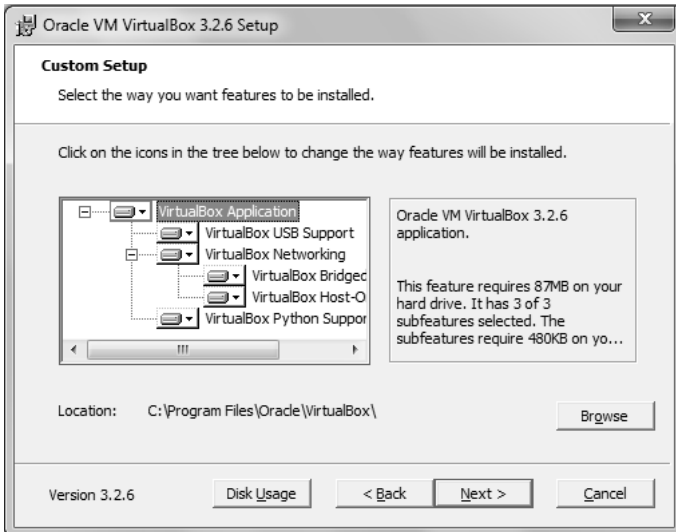 Oracle VM VirtualBox 3.2.6 Setup
Custom Setup
Select the way you want features to be installed.
Click on the icons in the tree below to change the way features will be installed.
VirtualBox Application
VirtualBox USB Support
VirtualBox Networking
VirtualBox Bridged
VirtualBox Host-O
VirtualBox Python Suppor
Oracle VM VirtualBox 3.2.6
application.
This feature requires 87MB on your
hard drive. It has 3 of 3
subfeatures selected. The
subfeatures require 480KB on yo...
Location: C:\Program Files\Oracle\VirtualBox\
Browse
Version 3.2.6
Disk Usage
< Back
Next >
Cancel